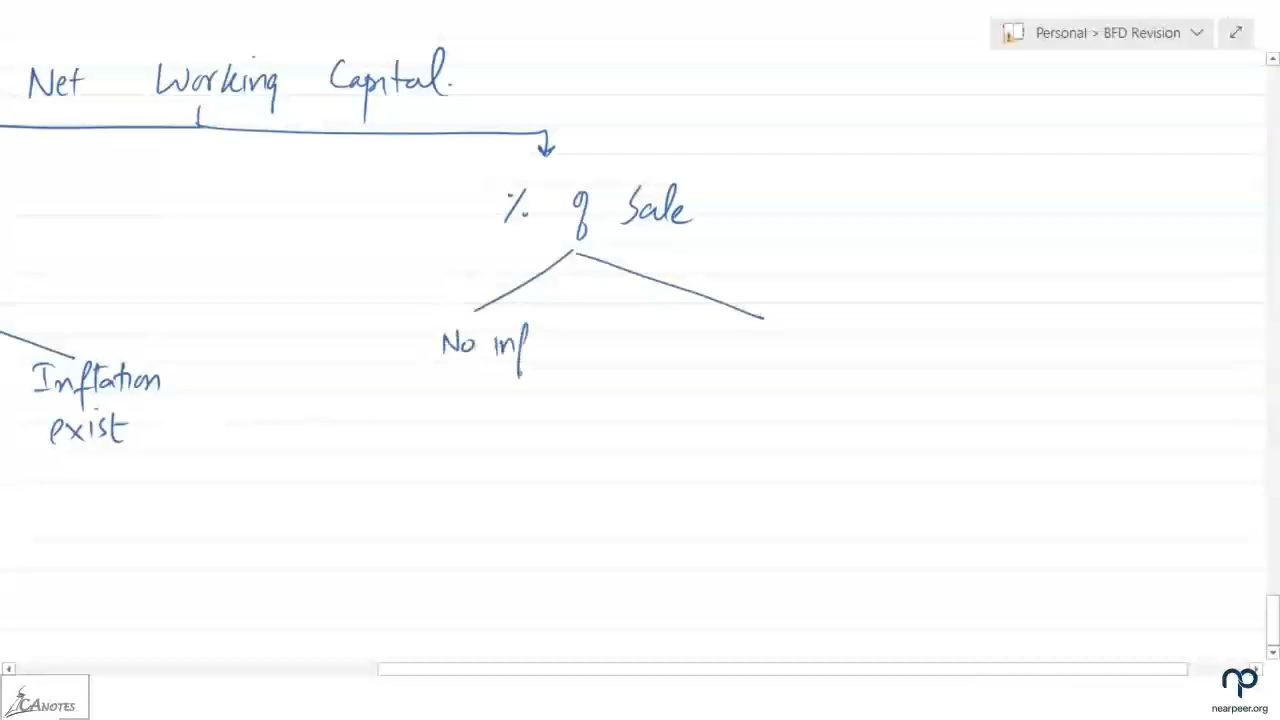 Personal > BFD Revision
Net Working Capital.
% of Sale
No inf
Inflation
exist
CANOTES
nearpeer.org